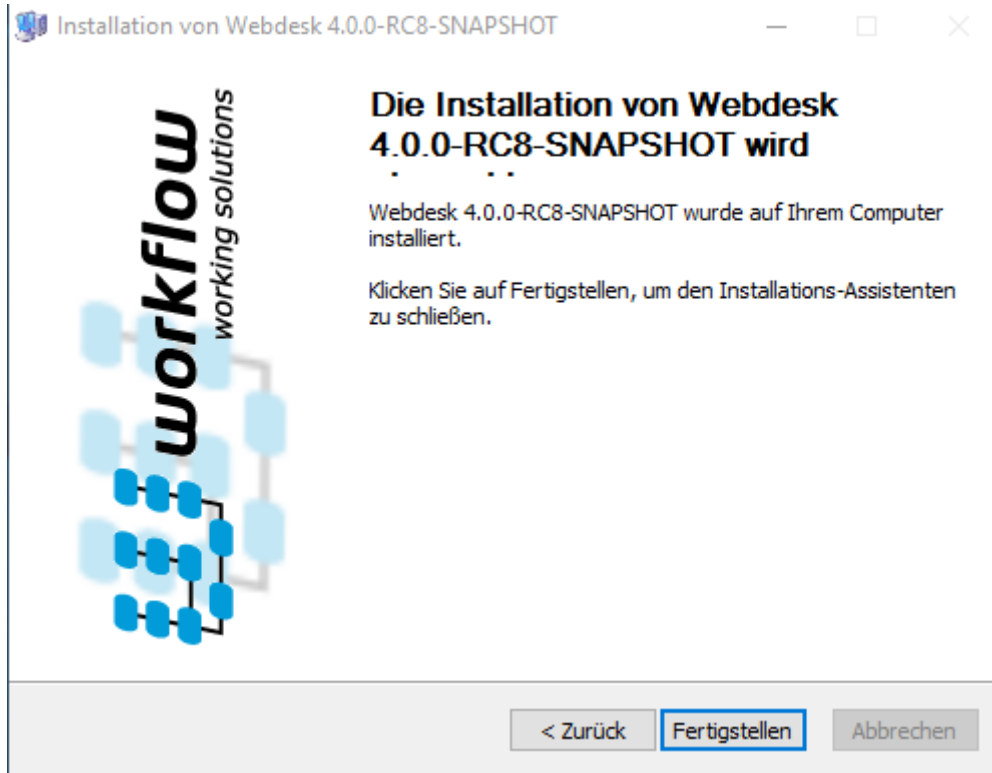 Installation von Webdesk 4.0.0-RC8-SNAPSHOT
workflow
working solutions
Die Installation von Webdesk
4.0.0-RC8-SNAPSHOT wird
Webdesk 4.0.0-RC8-SNAPSHOT wurde auf Ihrem Computer
installiert.
Klicken Sie auf Fertigstellen, um den Installations-Assistenten
zu schließen.
< Zurück
Fertigstellen
Abbrechen